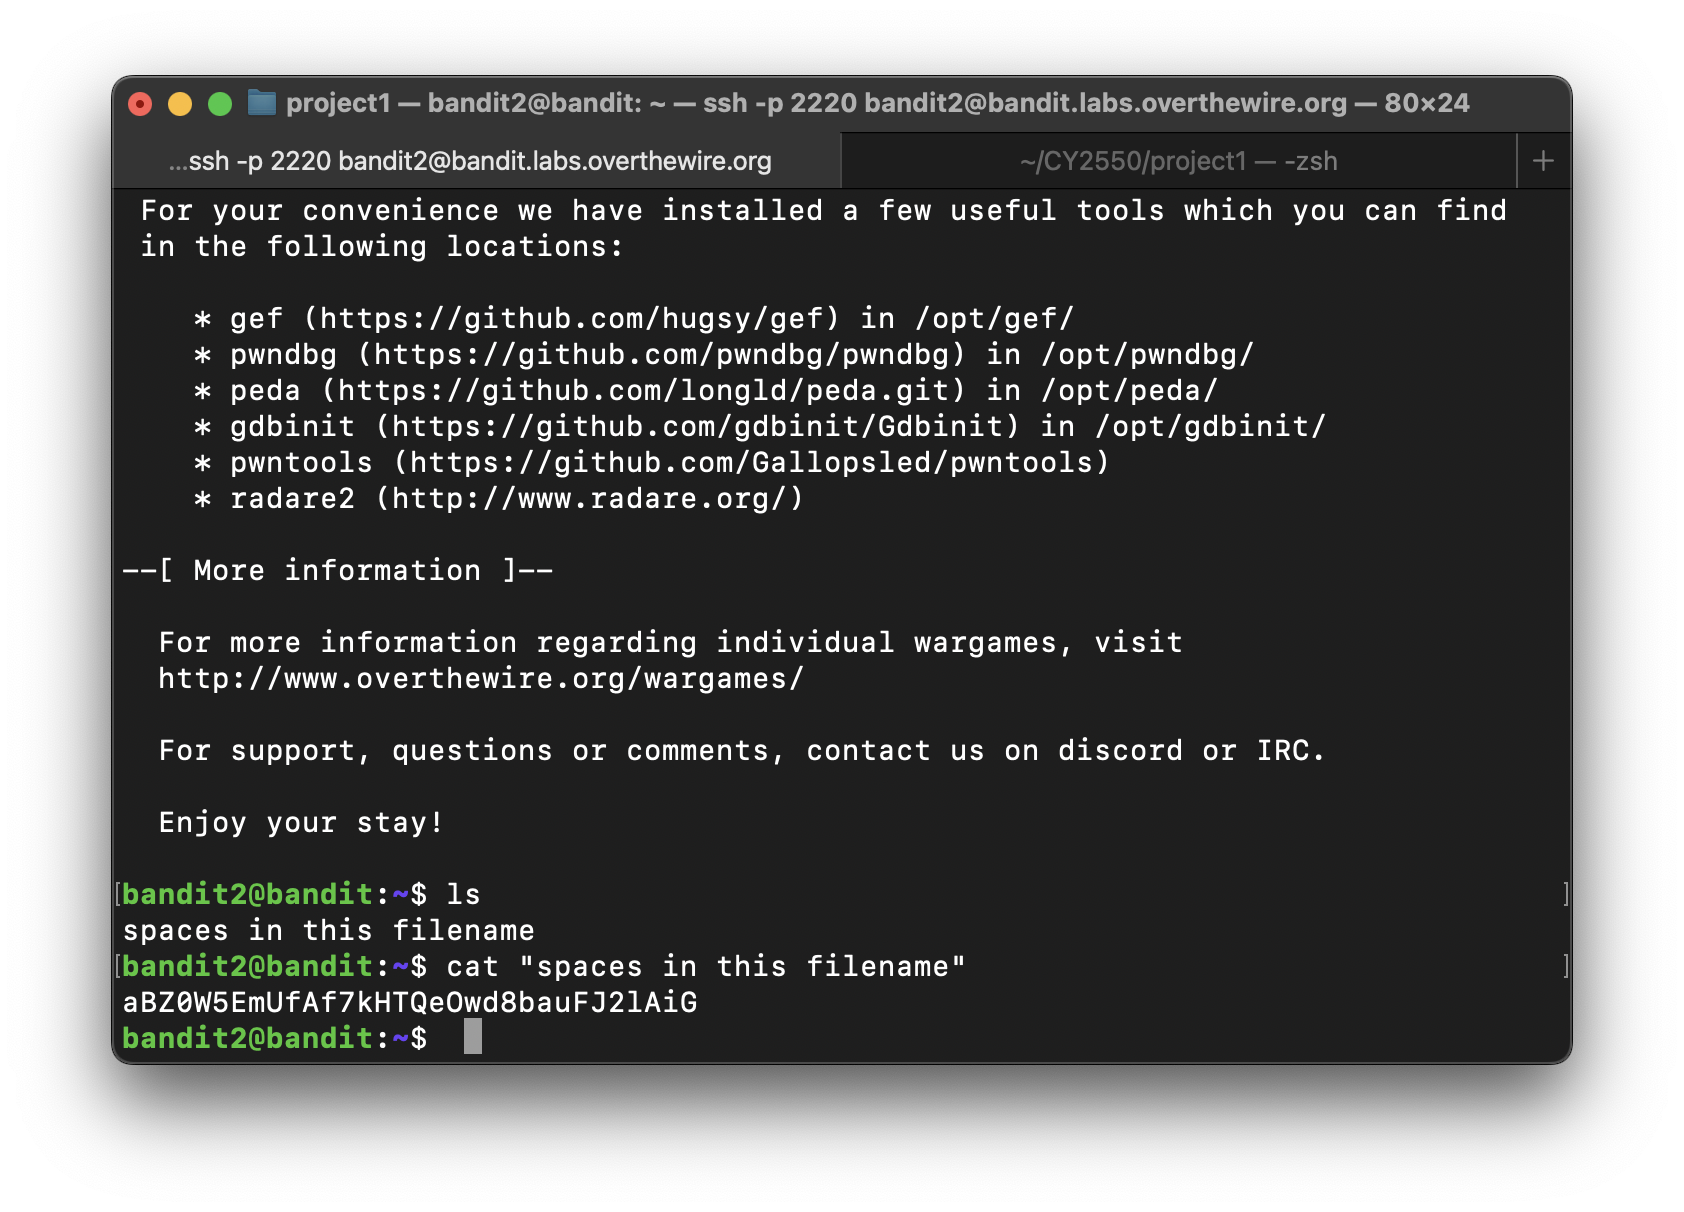 project1 — bandit2@bandit: ~ — ssh -p 2220 bandit2@bandit.labs.overthewire.org — 80×24
...ssh -p 2220 bandit2@bandit.labs.overthewire.org
~/CY2550/project1 — -zsh
+
For your convenience we have installed a few useful tools which you can find
in the following locations:
* gef (https://github.com/hugsy/gef) in /opt/gef/
* pwndbg (https://github.com/pwndbg/pwndbg) in /opt/pwndbg/
* peda (https://github.com/longld/peda.git) in /opt/peda/
* gdbinit (https://github.com/gdbinit/Gdbinit) in /opt/gdbinit/
* pwntools (https://github.com/Gallopsled/pwntools)
* radare2 (http://www.radare.org/)
--[ More information ]--
For more information regarding individual wargames, visit
http://www.overthewire.org/wargames/
For support, questions or comments, contact us on discord or IRC.
Enjoy your stay!
[bandit2@bandit:~$ ls ]
spaces in this filename
[bandit2@bandit:~$ cat "spaces in this filename" ]
aBZ0W5EmUfAf7kHTQeOwd8bauFJ2lAiG
bandit2@bandit:~$